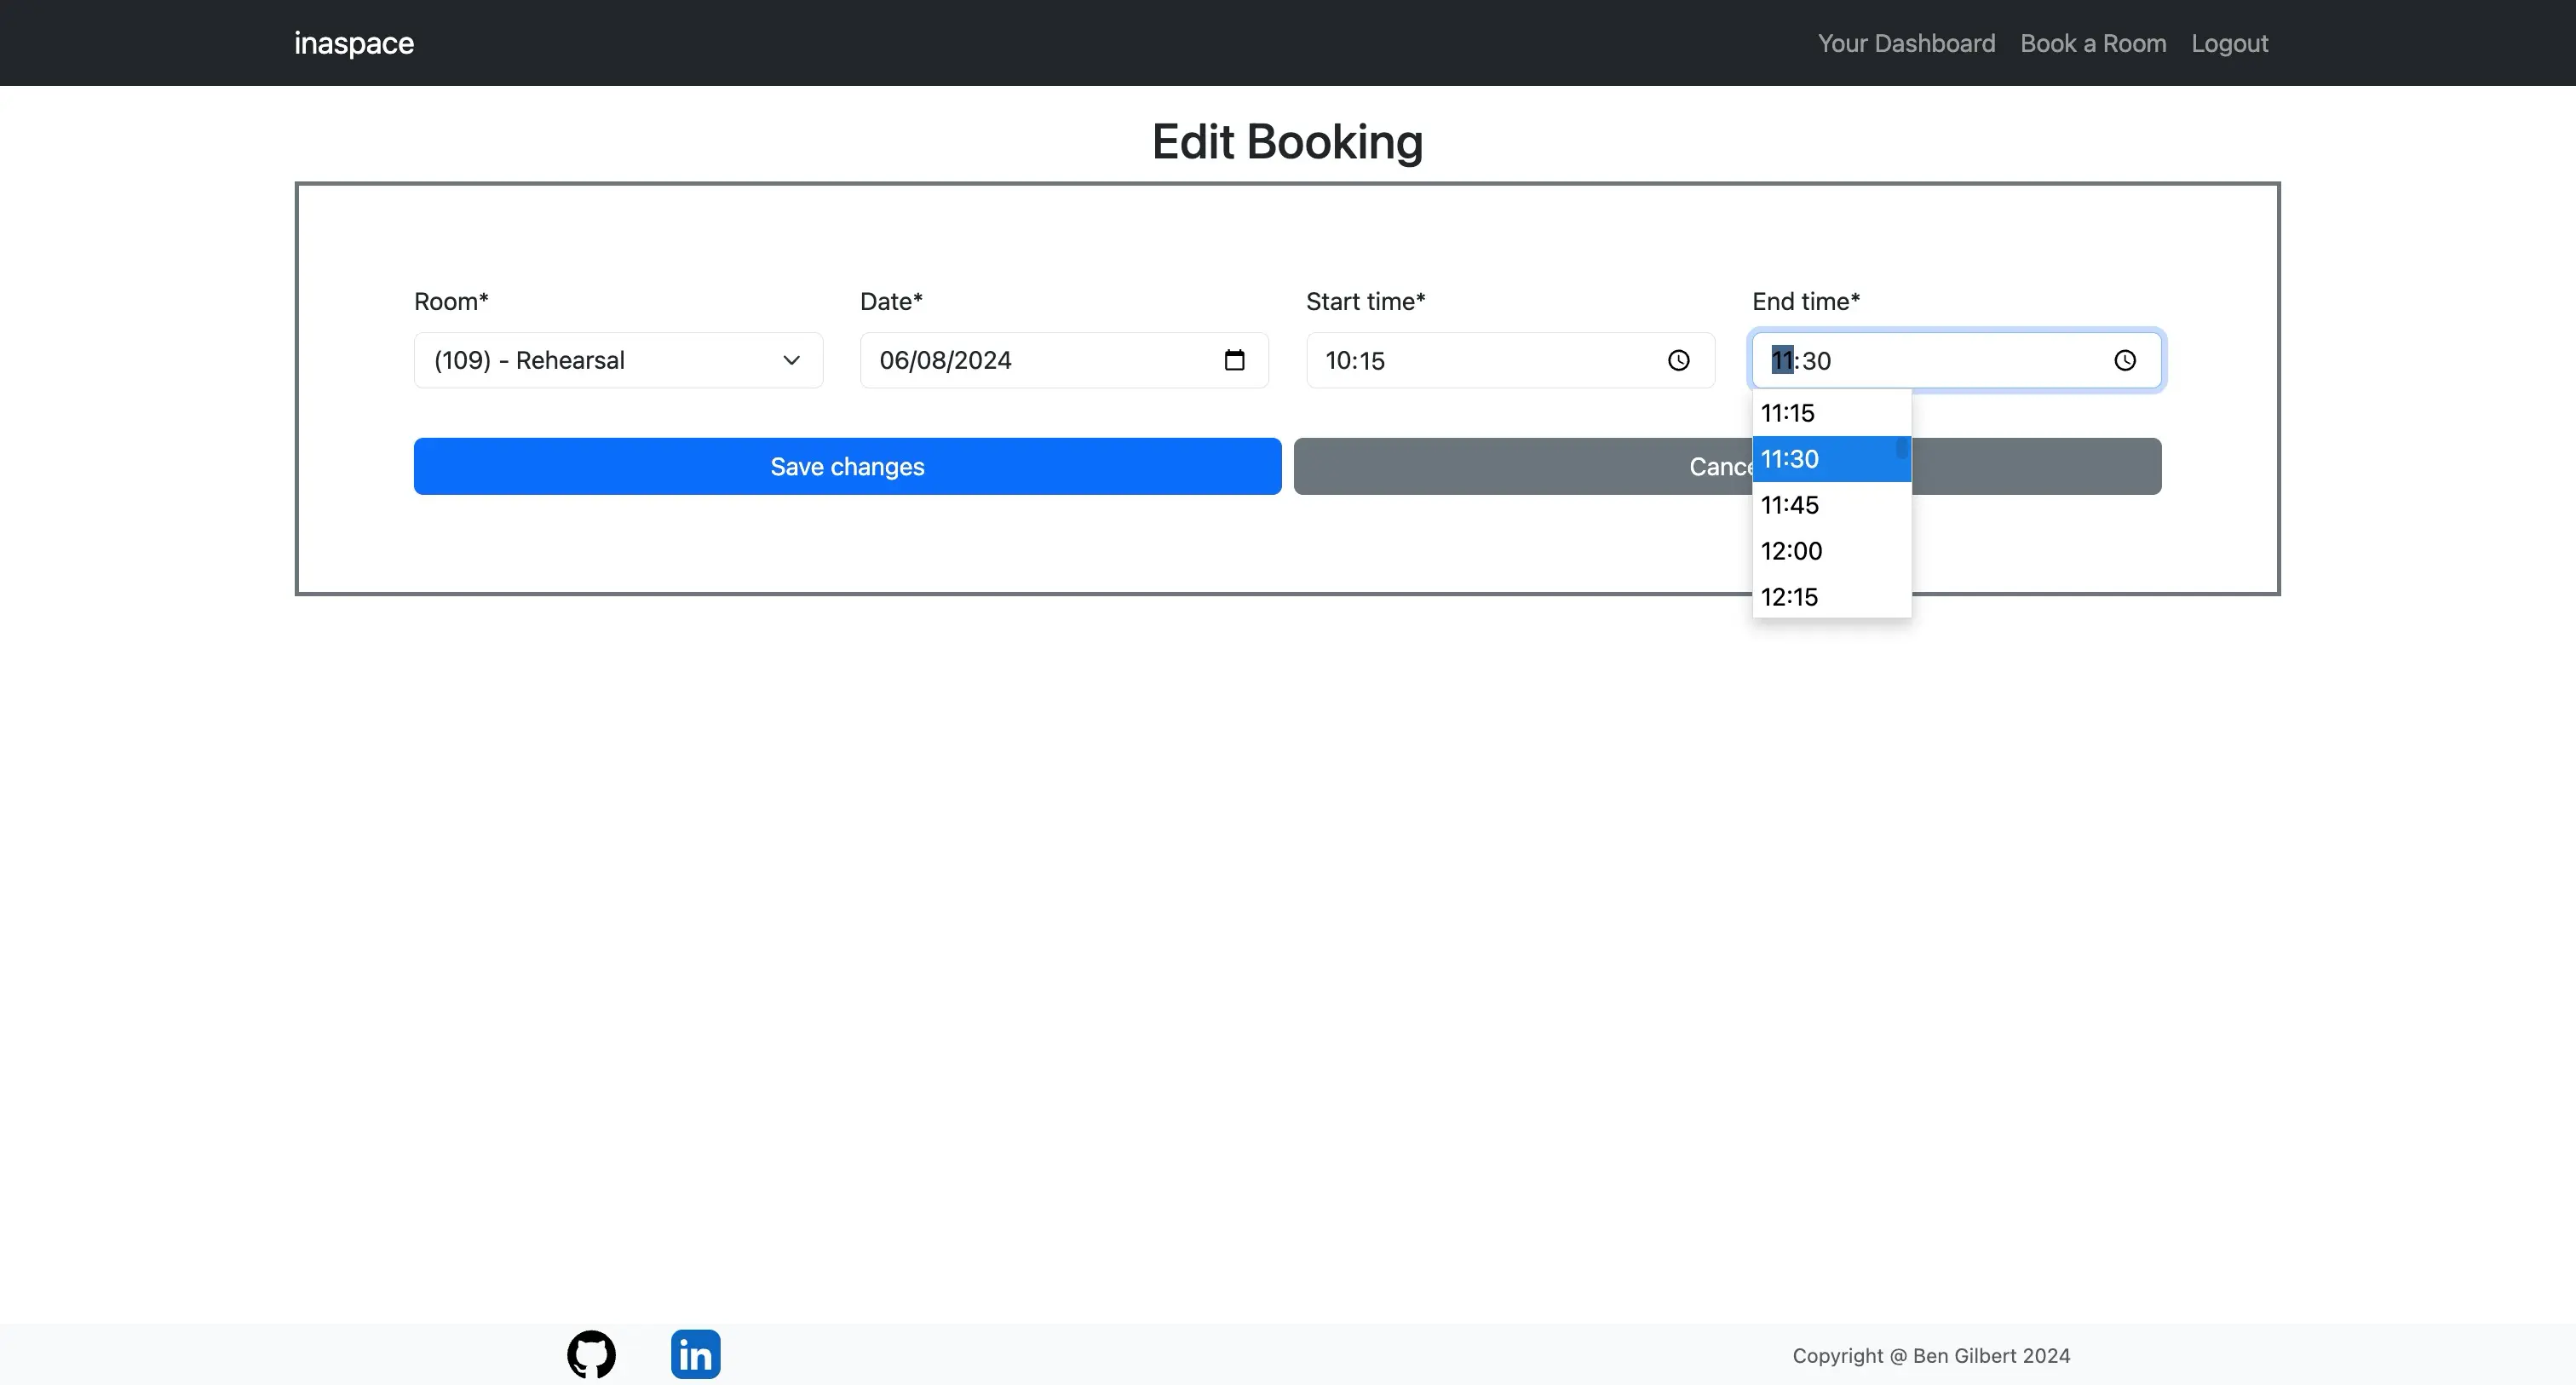 inaspace
Your Dashboard Book a Room Logout
Edit Booking
Room* Date* Start time* End time*
(109) - Rehearsal 06/08/2024 10:15 11:30
11:15
Save changes
11:30
11:45
12:00
12:15
in
Copyright @ Ben Gilbert 2024